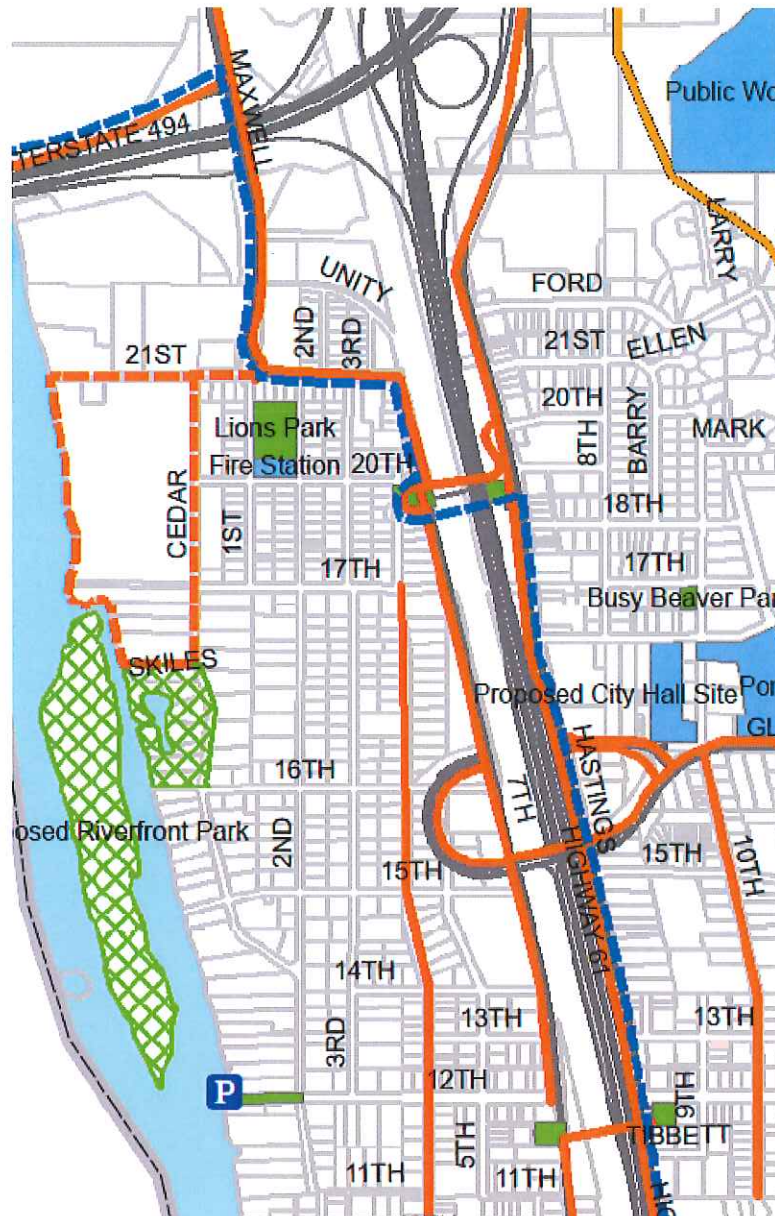 MAXWELL
Public Wo
TERSTATE 494
LARRY
UNITY
FORD
2ND
3RD
21ST
21ST
ELLEN
20TH
8TH
BARRY
MARK
Lions Park
Fire Station
20TH
CEDAR
1ST
18TH
17TH
17TH
Busy Beaver Par
SKILES
Proposed City Hall Site
Pon
GL
HASTINGS
16TH
7TH
osed Riverfront Park
2ND
HIGHWAY 61
15TH
15TH
10TH
14TH
13TH
13TH
3RD
12TH
P
9TH
5TH
TIBBETT
11TH
11TH
HIG